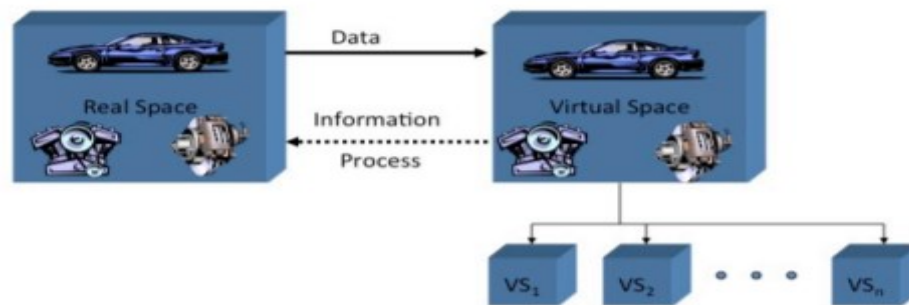 Data
Real Space
Virtual Space
Information
Process
VS₁
VS₂
VSₙ